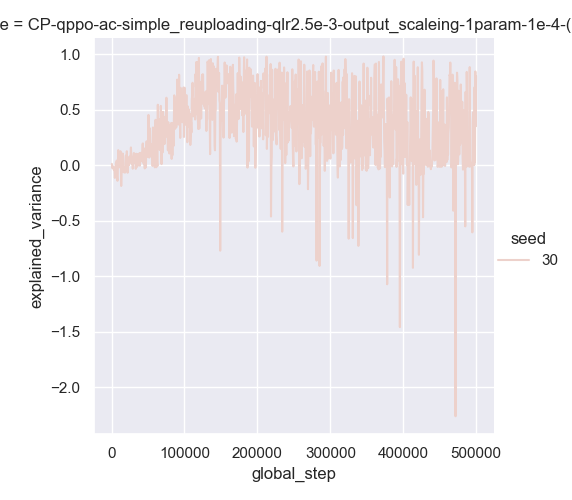 e = CP-qppo-ac-simple_reuploading-qlr2.5e-3-output_scaleing-1param-1e-4-(
1.0
0.5
0.0
−0.5
−1.0
−1.5
−2.0
explained_variance
0 100000 200000 300000 400000 500000
global_step
seed
30